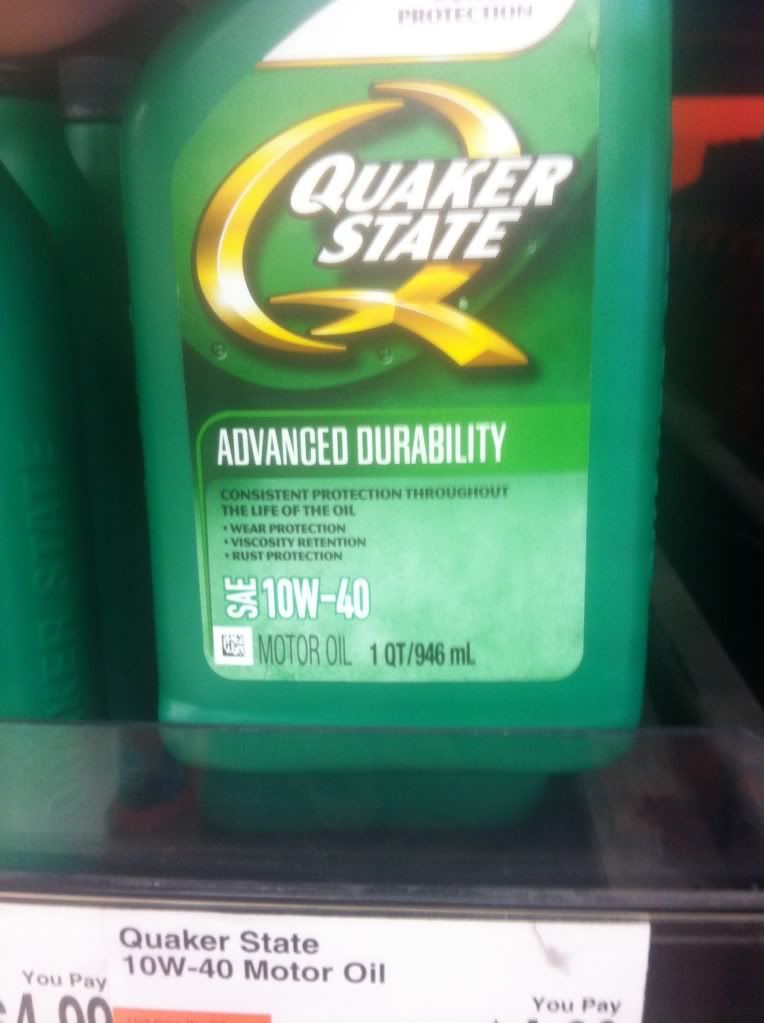 PROTECTION
QUAKER
STATE
®
ADVANCED DURABILITY
CONSISTENT PROTECTION THROUGHOUT
THE LIFE OF THE OIL
• WEAR PROTECTION
• VISCOSITY RETENTION
• RUST PROTECTION
SAE 10W-40
MOTOR OIL 1 QT/946 mL
Quaker State
10W-40 Motor Oil
You Pay
You Pay